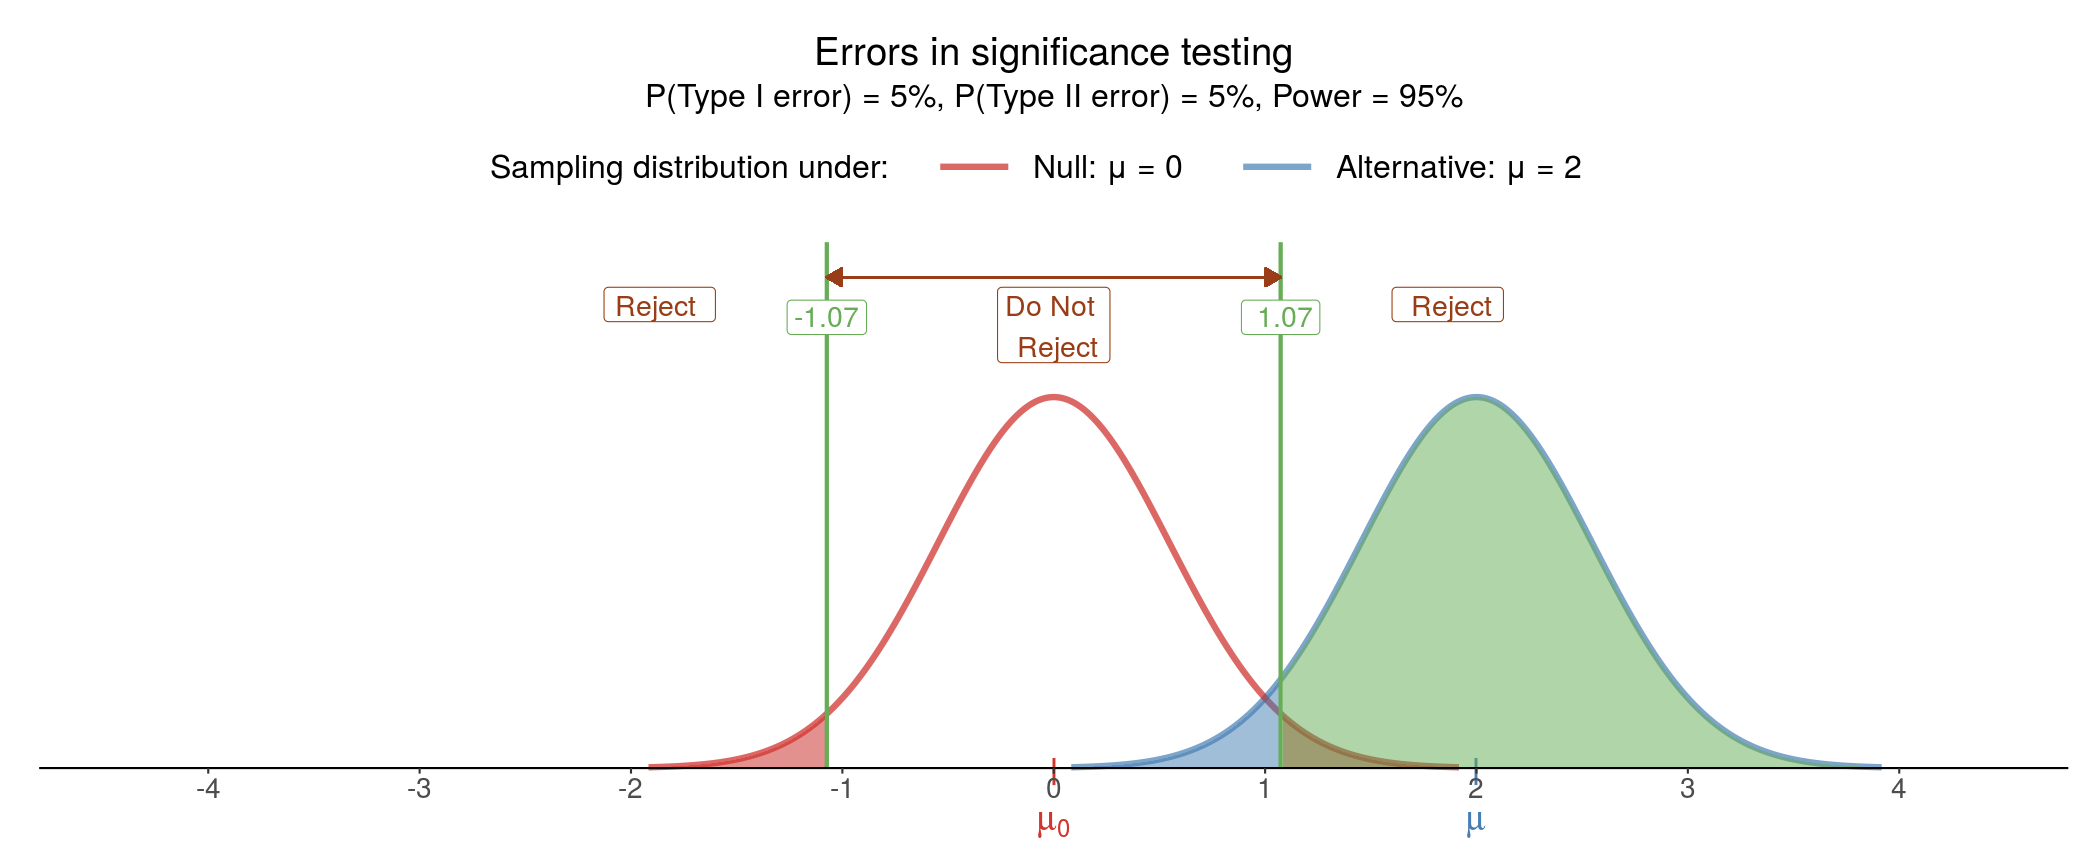 Errors in significance testing
P(Type I error) = 5%, P(Type II error) = 5%, Power = 95%
Sampling distribution under: Null: μ = 0 Alternative: μ = 2
Reject -1.07 Do Not 1.07 Reject
Reject
-4 -3 -2 -1 0 1 2 3 4
μ0 μ